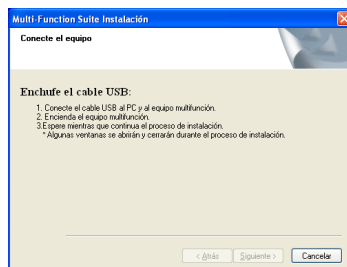 Multi-Function Suite Instalación
Conecte el equipo
Enchufe el cable USB:
1. Conecte el cable USB al PC y al equipo multifunción.
2. Encienda el equipo multifunción.
3.Espere mientras que continua el proceso de instalación.
* Algunas ventanas se abrirán y cerrarán durante el proceso de instalación.
< Atrás Siguiente > Cancelar